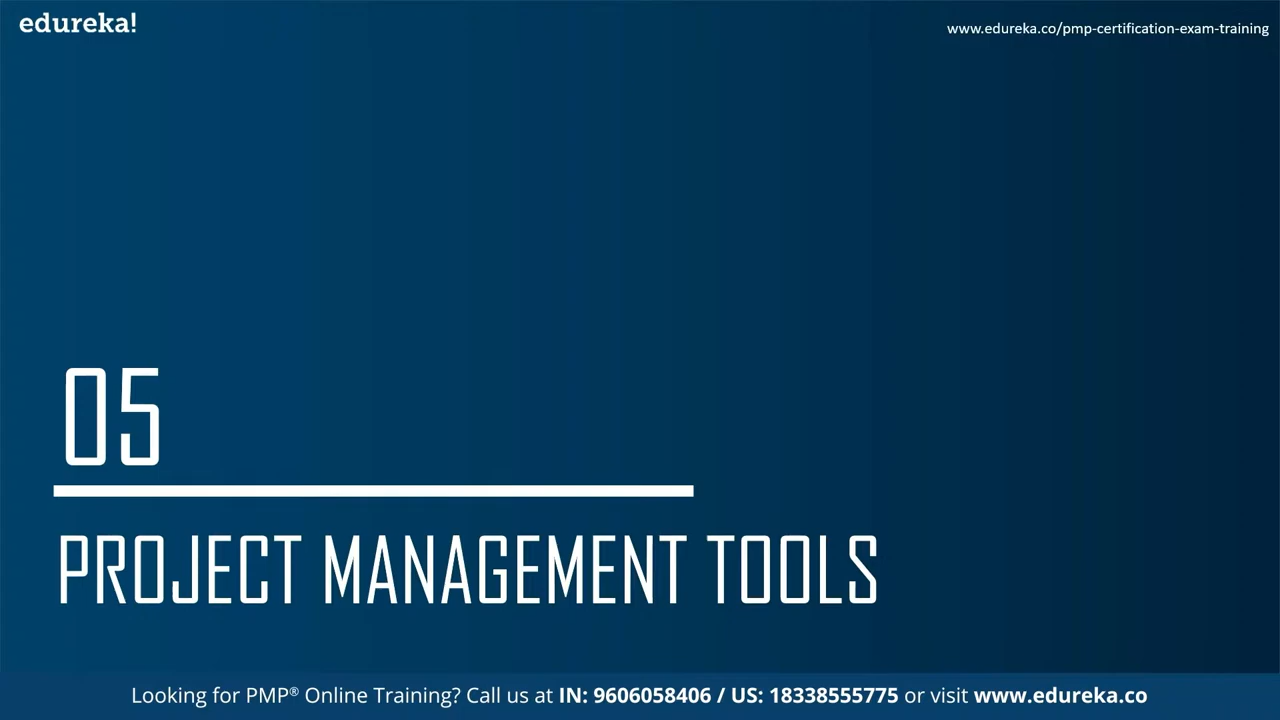 edureka!
www.edureka.co/pmp-certification-exam-training
05
PROJECT MANAGEMENT TOOLS
Looking for PMP® Online Training? Call us at IN: 9606058406 / US: 18338555775 or visit www.edureka.co